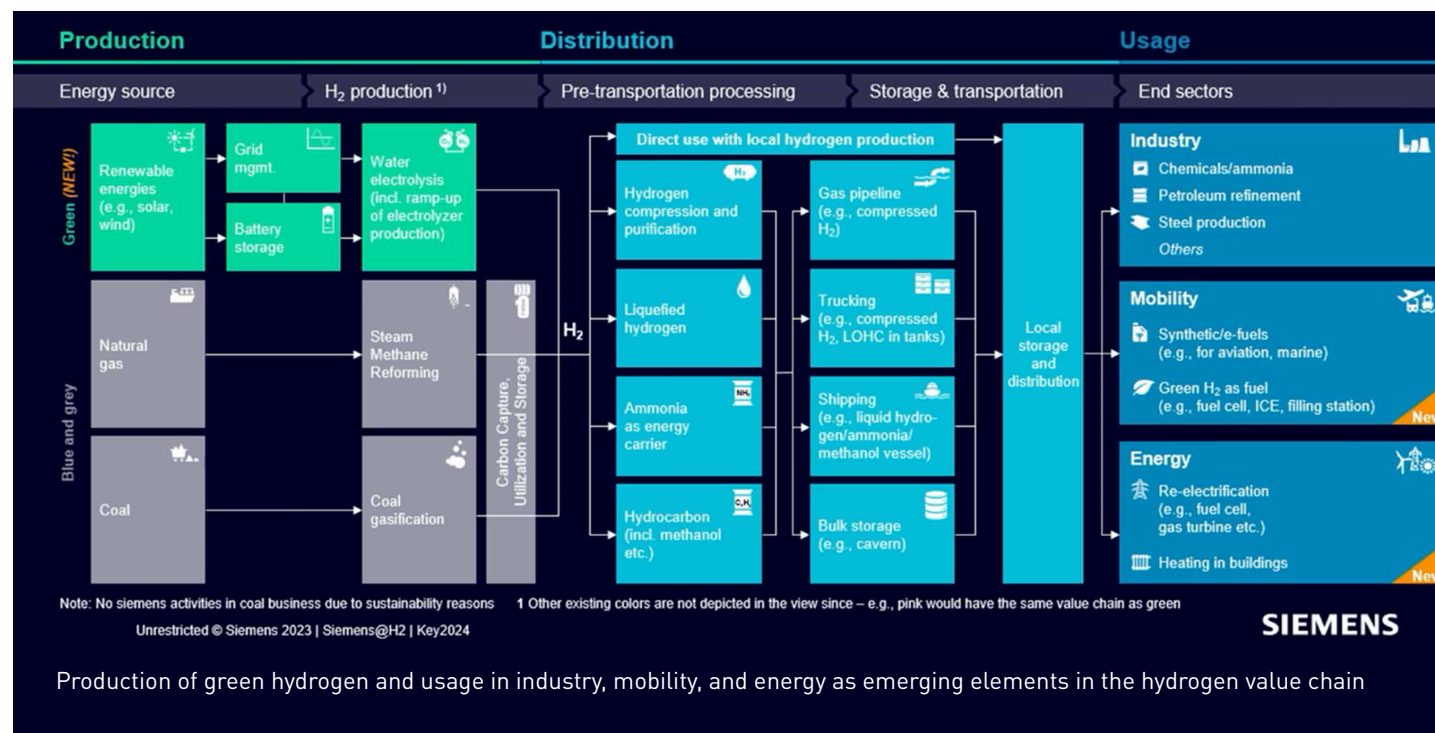 Production
Distribution
Usage
Energy source
H₂ production ¹⁾
Pre-transportation processing
Storage & transportation
End sectors
Green (NEW!)
Renewable
energies
(e.g., solar,
wind)
Grid
mgmt.
Battery
storage
Water
electrolysis
(incl. ramp-up
of electrolyzer
production)
Blue and grey
Natural
gas
Steam
Methane
Reforming
Coal
Coal
gasification
Carbon Capture,
Utilization and Storage
H₂
Direct use with local hydrogen production
H₂
Hydrogen
compression and
purification
Liquefied
hydrogen
NH₃
Ammonia
as energy
carrier
Hydrocarbon
(incl. methanol
etc.)
Gas pipeline
(e.g., compressed
H₂)
Trucking
(e.g., compressed
H₂, LOHC in tanks)
Shipping
(e.g., liquid hydro-
gen/ammonia/
methanol vessel)
Bulk storage
(e.g., cavern)
Local
storage
and
distribution
Industry
Chemicals/ammonia
Petroleum refinement
Steel production
Others
Mobility
Synthetic/e-fuels
(e.g., for aviation, marine)
Green H₂ as fuel
(e.g., fuel cell, ICE, filling station)
New
Energy
Re-electrification
(e.g., fuel cell,
gas turbine etc.)
Heating in buildings
New
Note: No siemens activities in coal business due to sustainability reasons
1 Other existing colors are not depicted in the view since – e.g., pink would have the same value chain as green
Unrestricted © Siemens 2023 | Siemens@H2 | Key2024
SIEMENS
Production of green hydrogen and usage in industry, mobility, and energy as emerging elements in the hydrogen value chain